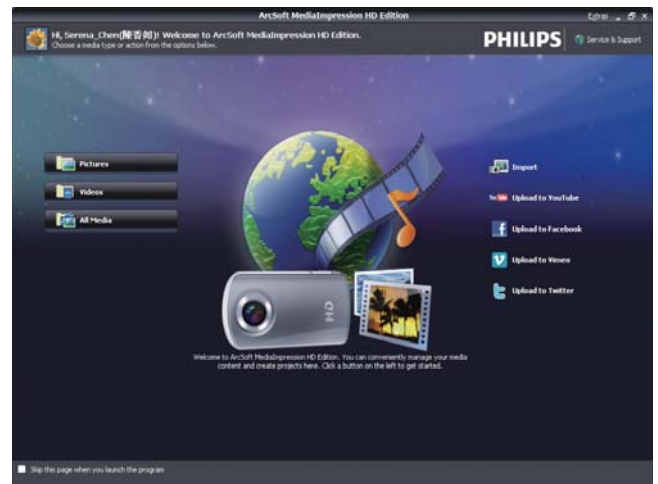 ArcSoft MediaImpression HD Edition
Extras
Hi, Serena_Chen(陳香如)! Welcome to ArcSoft MediaImpression HD Edition.
Choose a media type or action from the options below.
PHILIPS
Service & Support
Pictures
Videos
All Media
Import
You Tube
Upload to YouTube
Upload to Facebook
Upload to Vimeo
Upload to Twitter
HD
Welcome to ArcSoft MediaImpression HD Edition. You can conveniently manage your media
content and create projects here. Click a button on the left to get started.
Skip this page when you launch the program